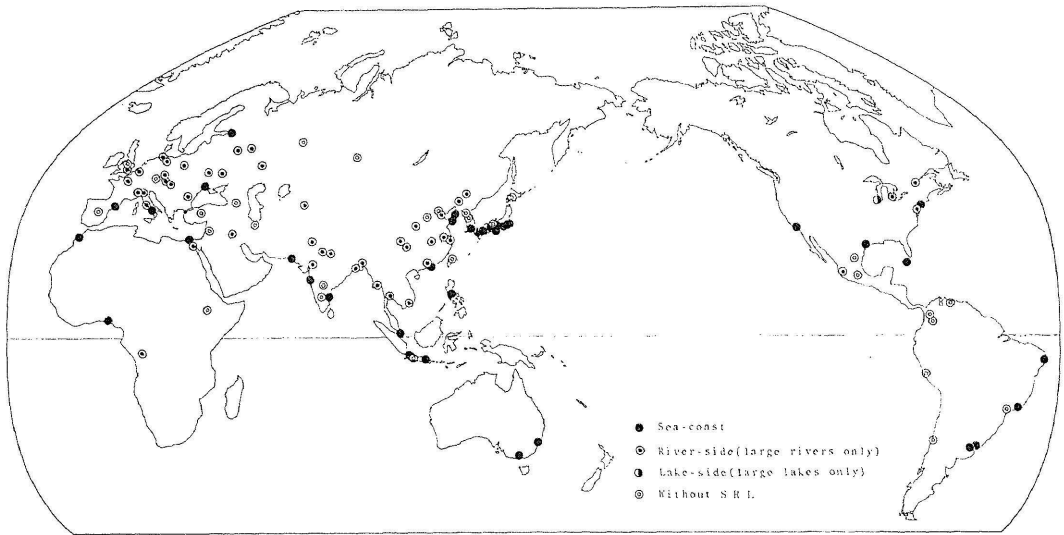 Sea-coast
River-side(large rivers only)
Lake-side(large lakes only)
Without S R L